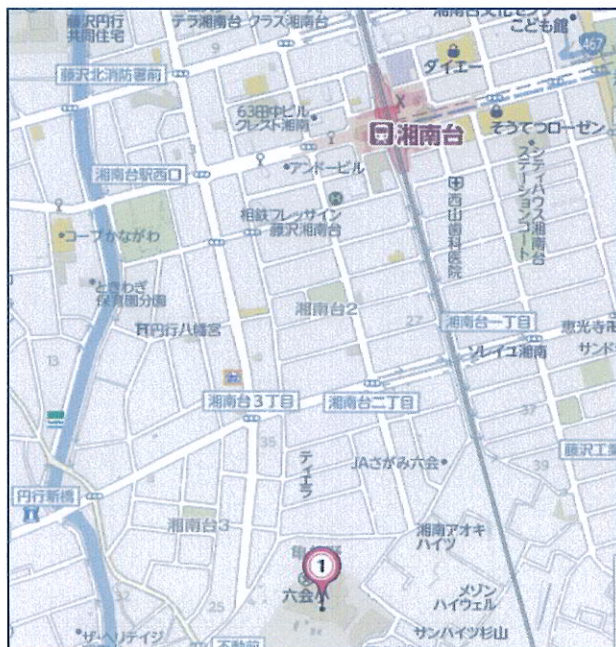 藤沢円行
共同住宅
テラ湘南台
クラス湘南台
こども館
467
藤沢北消防署前
ダイエー
63田中ビル
クレスト湘南
湘南台
そうてつローゼン
アンドービル
湘南台駅西口
シティハウス湘南台
ステーションコート
西山歯科医院
相鉄フレッサイン
藤沢湘南台
コープかながわ
ときわぎ
保育園分園
湘南台2
円行八幡宮
27
湘南台一丁目
恵光寺
ソレイユ湘南
サンド
13
湘南台3丁目
湘南台二丁目
37
35
ティエラ
JAさがみ六会
39
藤沢工
円行新橋
湘南台3
湘南アオキ
ハイツ
1
六会小
メゾン
ハイウェル
32
25
ザ・ヘリテイジ
不動前
サンハイツ杉山